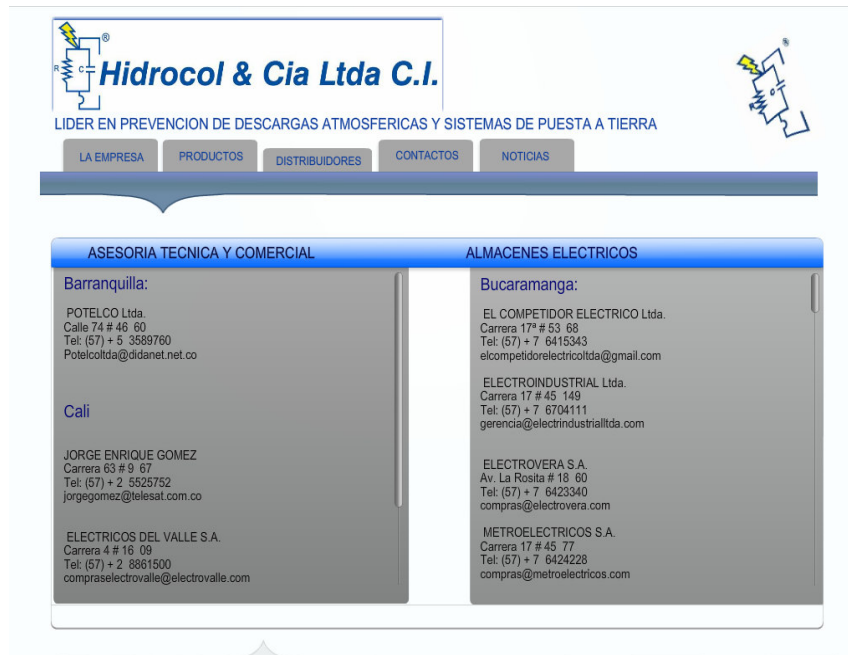 ®
R
C
Hidrocol & Cia Ltda C.I.
®
R
C
LIDER EN PREVENCION DE DESCARGAS ATMOSFERICAS Y SISTEMAS DE PUESTA A TIERRA
LA EMPRESA
PRODUCTOS
DISTRIBUIDORES
CONTACTOS
NOTICIAS
ASESORIA TECNICA Y COMERCIAL
Barranquilla:
POTELCO Ltda.
Calle 74 # 46 60
Tel: (57) + 5 3589760
Potelcoltda@didanet.net.co
Cali
JORGE ENRIQUE GOMEZ
Carrera 63 # 9 67
Tel: (57) + 2 5525752
jorgegomez@telesat.com.co
ELECTRICOS DEL VALLE S.A.
Carrera 4 # 16 09
Tel: (57) + 2 8861500
compraselectrovalle@electrovalle.com
ALMACENES ELECTRICOS
Bucaramanga:
EL COMPETIDOR ELECTRICO Ltda.
Carrera 17ª # 53 68
Tel: (57) + 7 6415343
elcompetidorelectricoltda@gmail.com
ELECTROINDUSTRIAL Ltda.
Carrera 17 # 45 149
Tel: (57) + 7 6704111
gerencia@electrindustrialltda.com
ELECTROVERA S.A.
Av. La Rosita # 18 60
Tel: (57) + 7 6423340
compras@electrovera.com
METROELECTRICOS S.A.
Carrera 17 # 45 77
Tel: (57) + 7 6424228
compras@metroelectricos.com